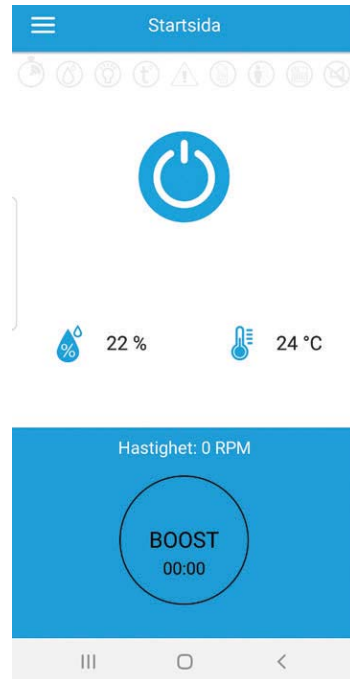 Startsida
%
22 %
24 °C
Hastighet: 0 RPM
BOOST
00:00